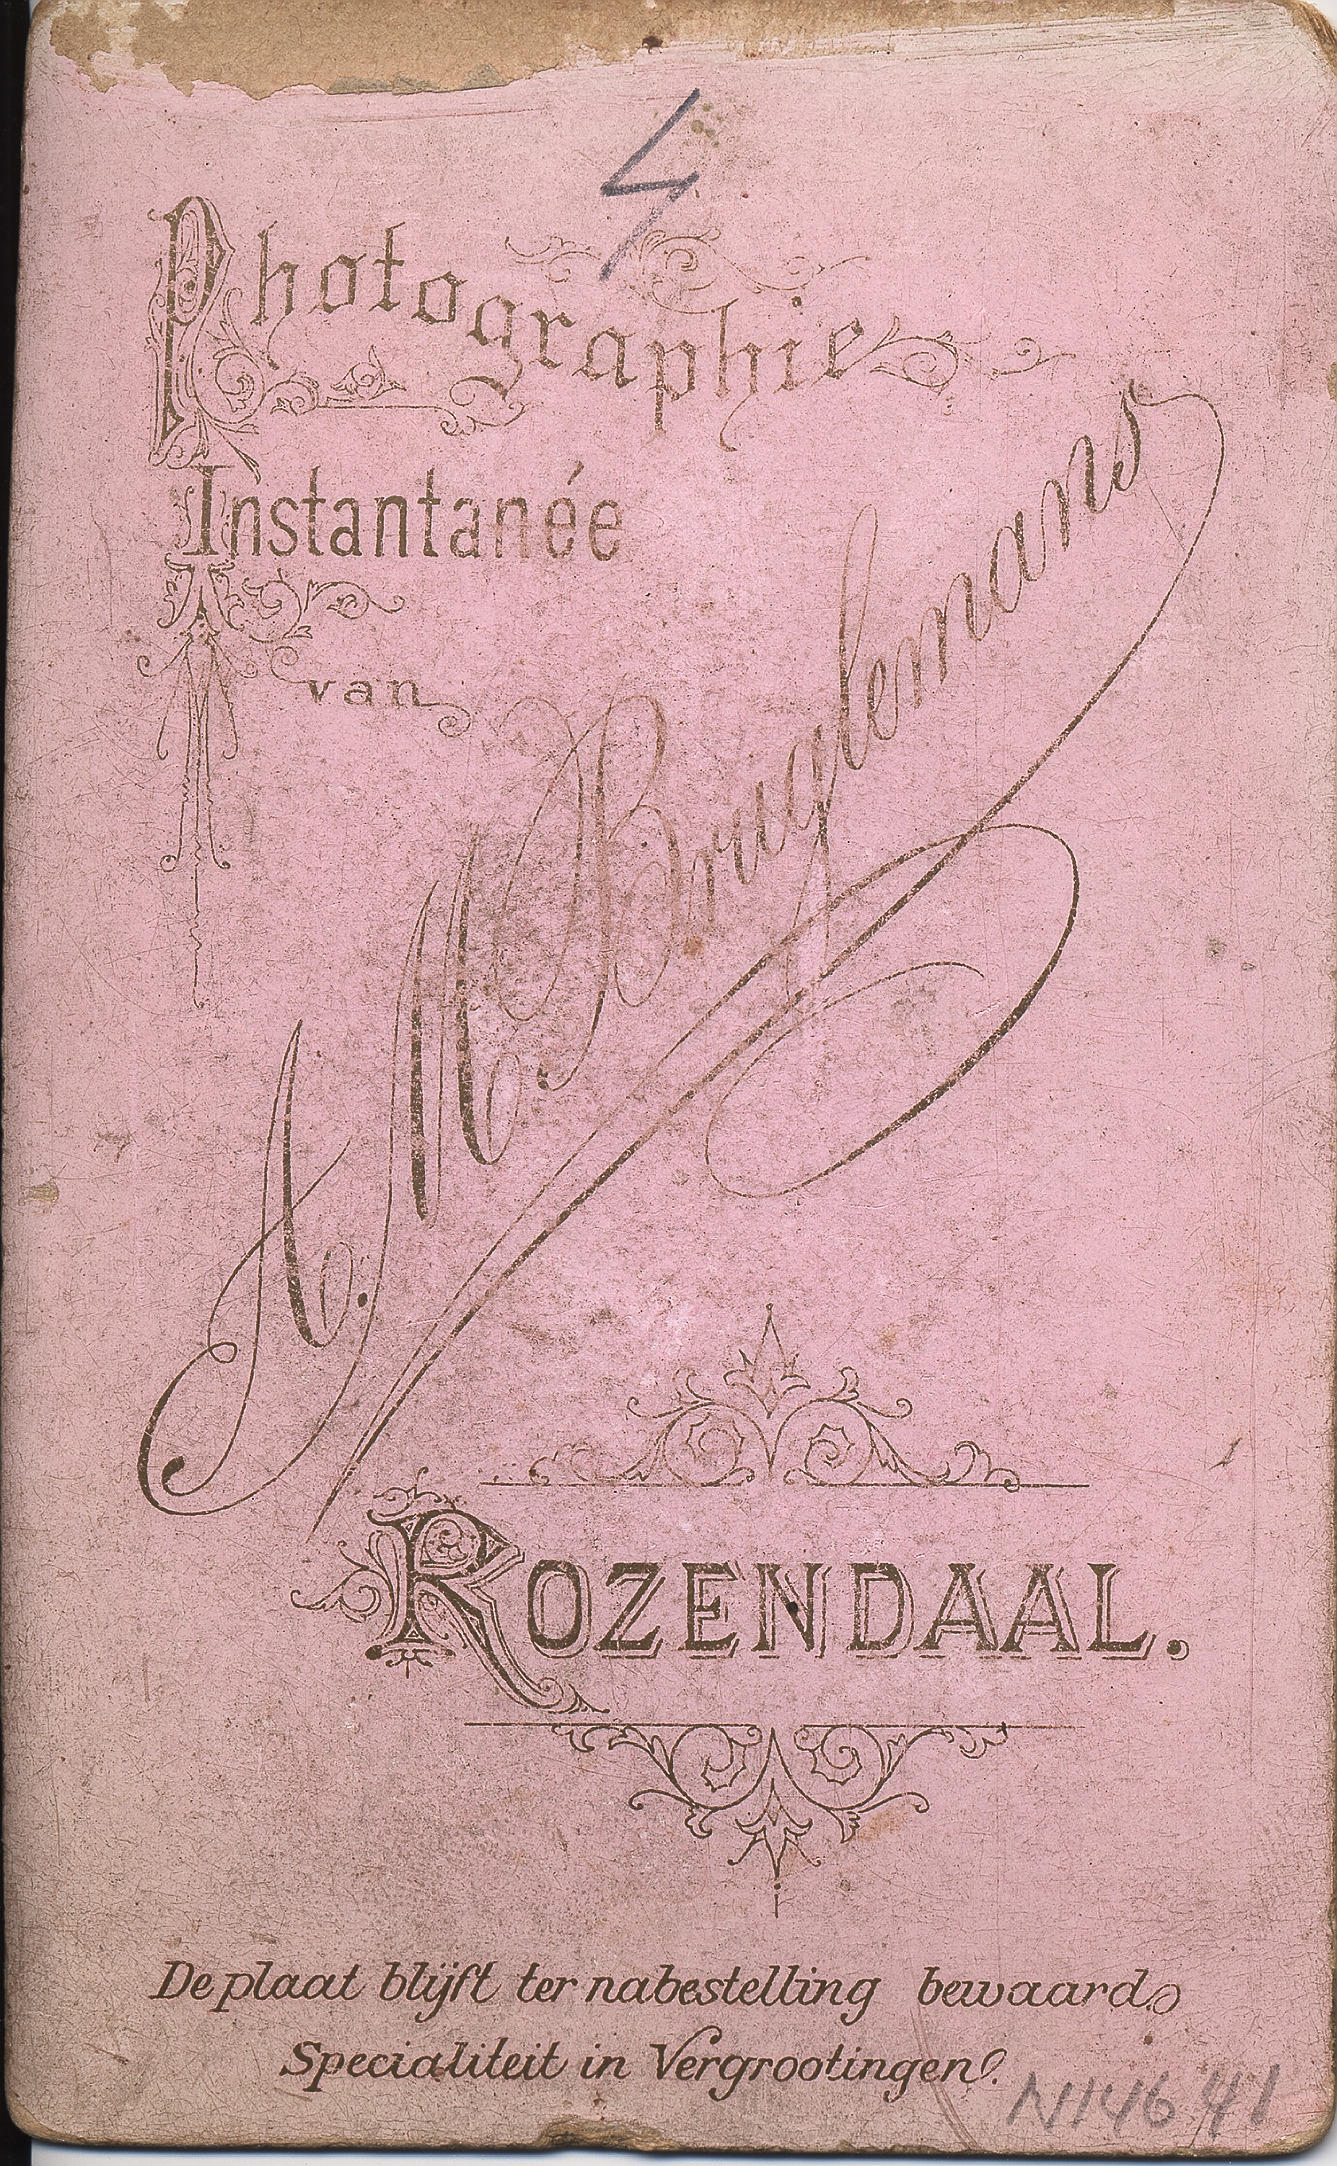 4
Photographie
Instantanée
van
A. M. Bruglemans
ROZENDAAL.
De plaat blijft ter nabestelling bewaard
Specialiteit in Vergrootingen.
N14641